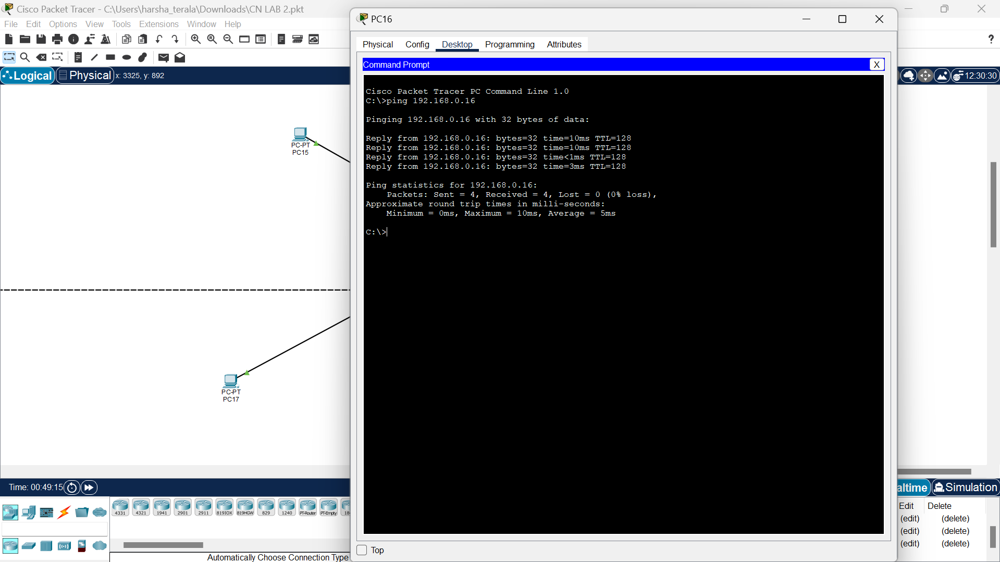 Cisco Packet Tracer - C:\Users\harsha_terala\Downloads\CN LAB 2.pkt
File Edit Options View Tools Extensions Window Help
?
Logical Physical x: 3325, y: 892
12:30:30
PC-PT
PC15
PC-PT
PC17
PC16
Physical Config Desktop Programming Attributes
Command Prompt X
Cisco Packet Tracer PC Command Line 1.0
C:\>ping 192.168.0.16
Pinging 192.168.0.16 with 32 bytes of data:
Reply from 192.168.0.16: bytes=32 time=10ms TTL=128
Reply from 192.168.0.16: bytes=32 time=10ms TTL=128
Reply from 192.168.0.16: bytes=32 time<1ms TTL=128
Reply from 192.168.0.16: bytes=32 time=3ms TTL=128
Ping statistics for 192.168.0.16:
Packets: Sent = 4, Received = 4, Lost = 0 (0% loss),
Approximate round trip times in milli-seconds:
Minimum = 0ms, Maximum = 10ms, Average = 5ms
C:\>
Top
Time: 00:49:15
altime Simulation
4331 4321 1941 2901 2911 819IOX 819HGW 829 1240 PT-Router PT-Empty 18
Automatically Choose Connection Type
Edit Delete
(edit) (delete)
(edit) (delete)
(edit) (delete)